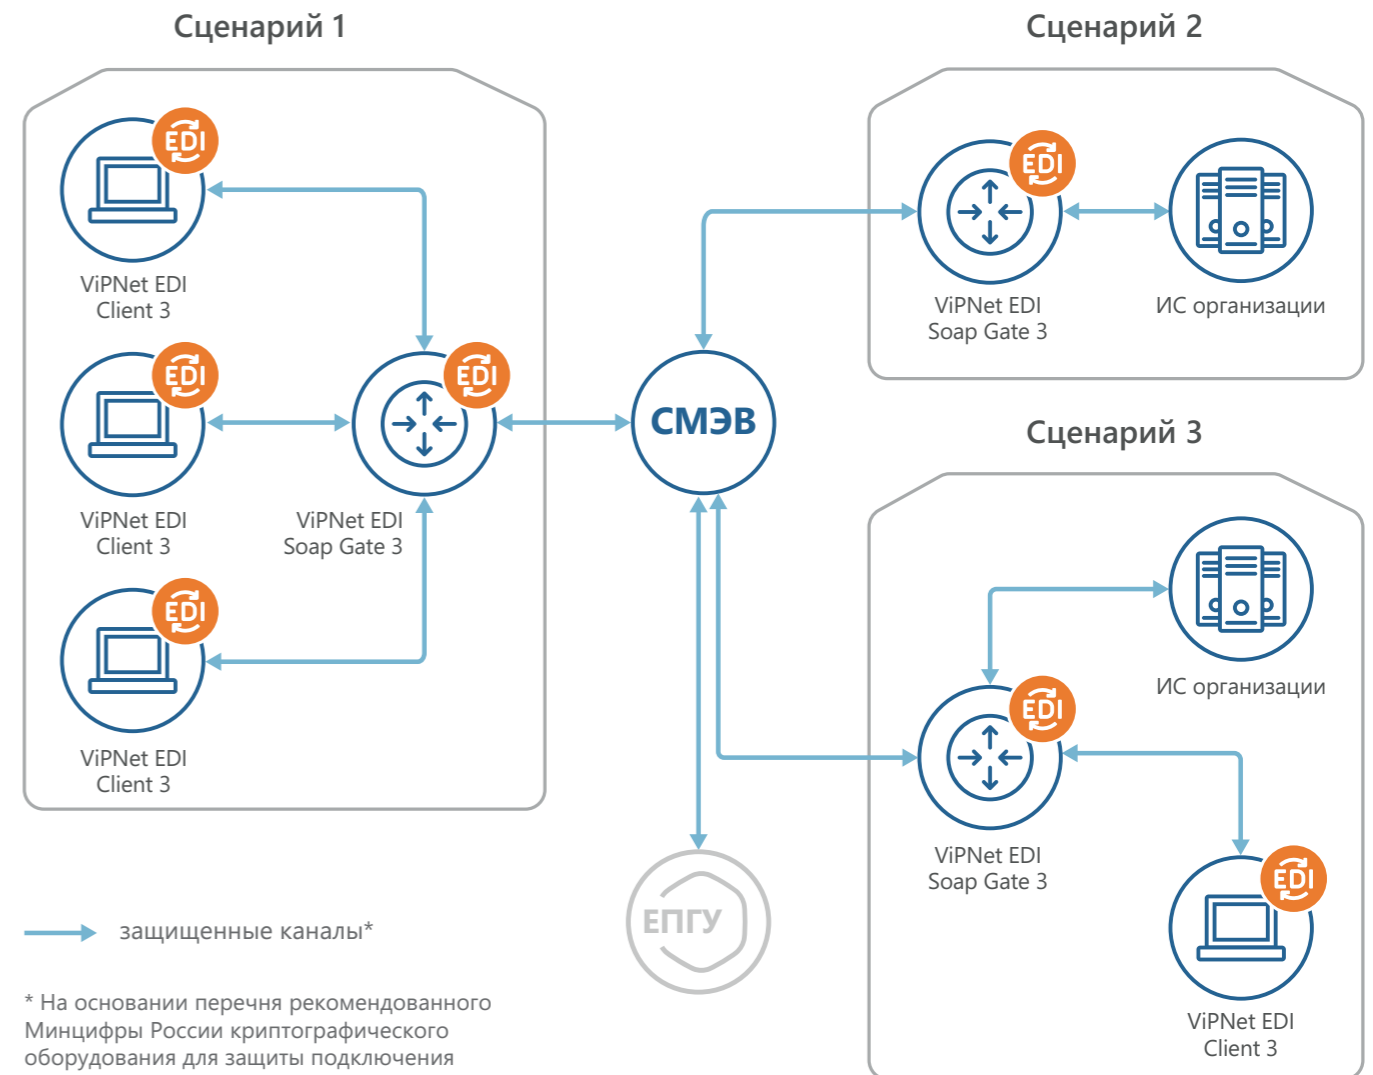 Сценарий 1
EDI
ViPNet EDI
Client 3
EDI
ViPNet EDI
Client 3
EDI
ViPNet EDI
Client 3
EDI
ViPNet EDI
Soap Gate 3
СМЭВ
ЕПГУ
Сценарий 2
EDI
ViPNet EDI
Soap Gate 3
ИС организации
Сценарий 3
ИС организации
EDI
ViPNet EDI
Soap Gate 3
EDI
ViPNet EDI
Client 3
защищенные каналы*
* На основании перечня рекомендованного
Минцифры России криптографического
оборудования для защиты подключения